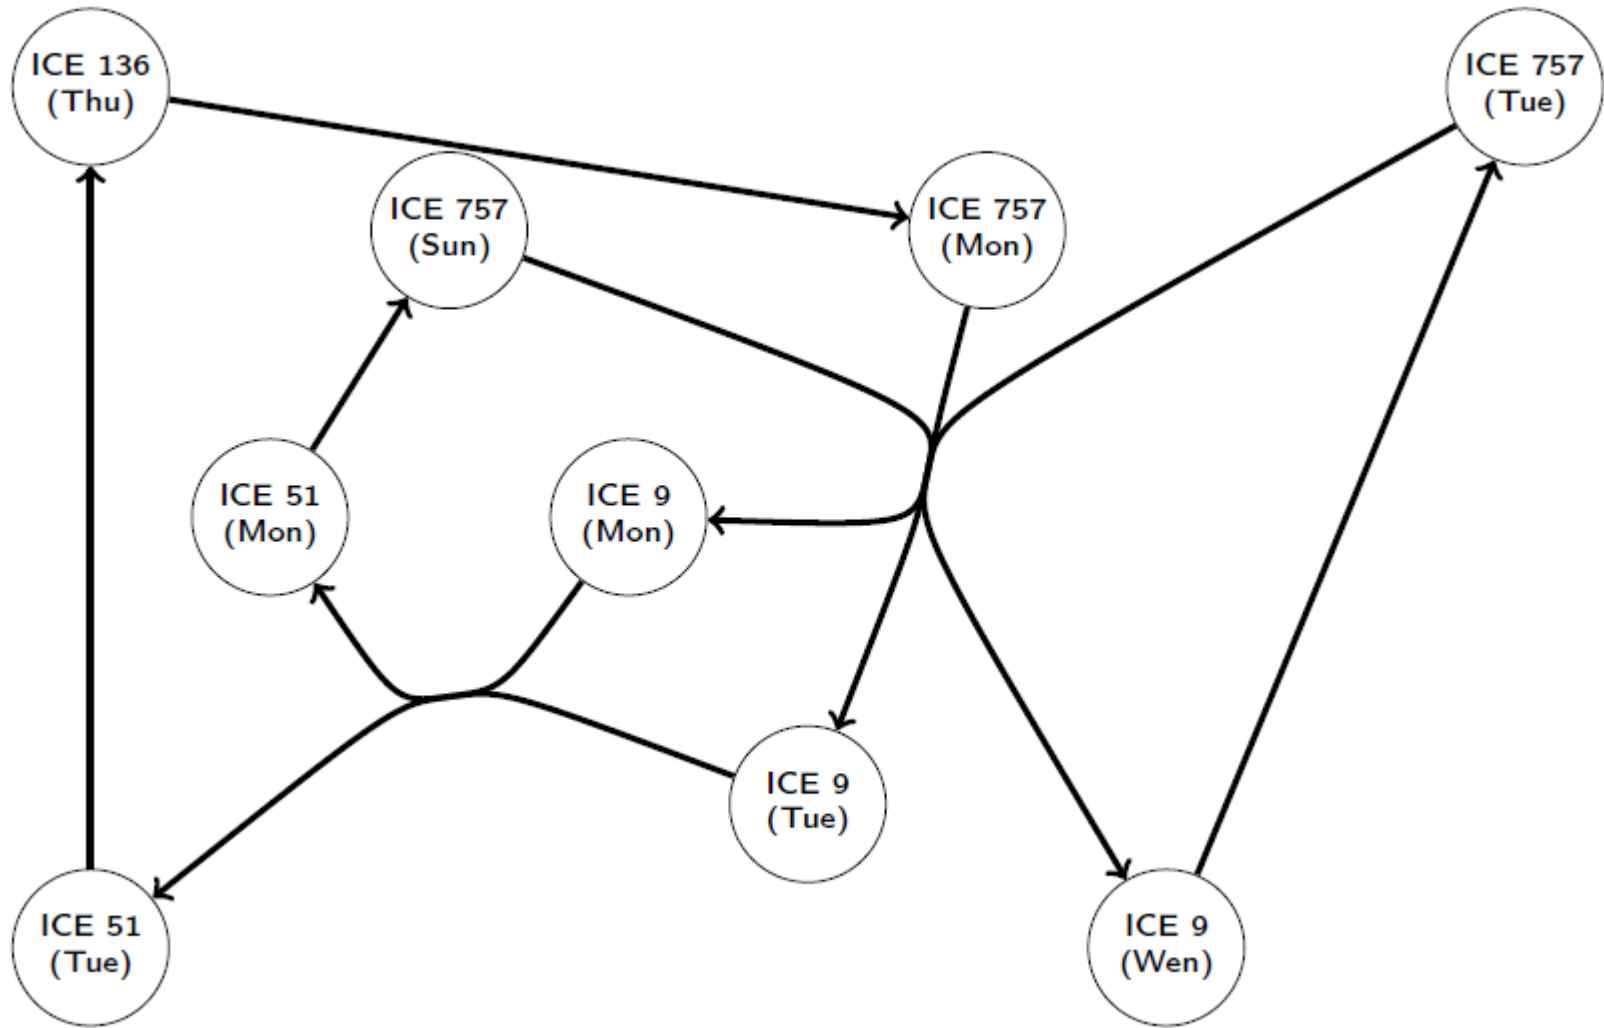 ICE 136
(Thu)
ICE 757
(Tue)
ICE 757
(Sun)
ICE 757
(Mon)
ICE 51
(Mon)
ICE 9
(Mon)
ICE 9
(Tue)
ICE 51
(Tue)
ICE 9
(Wen)